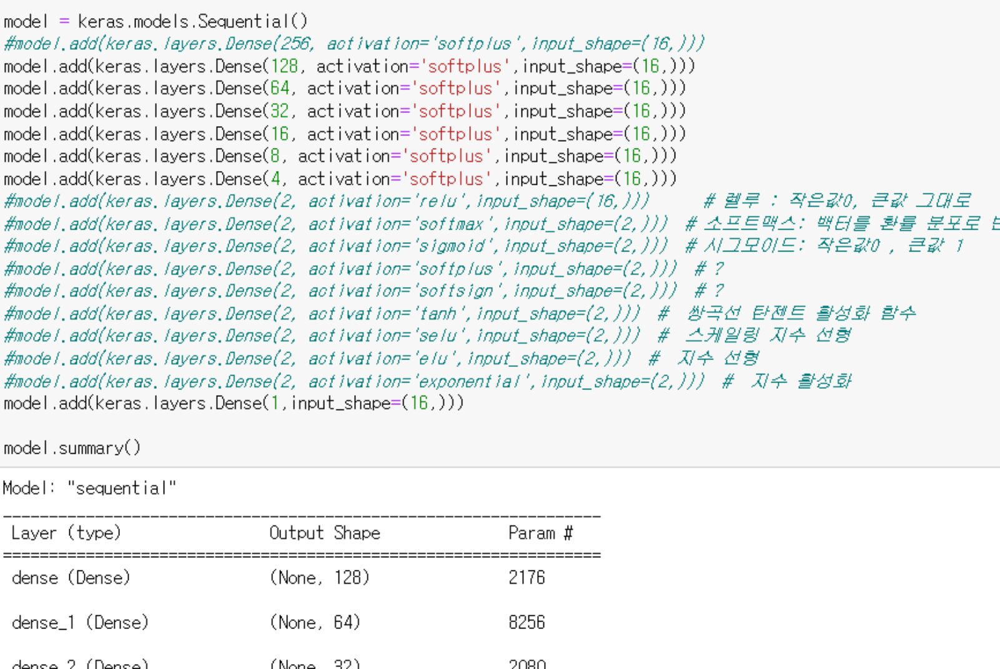 model = keras.models.Sequential()
#model.add(keras.layers.Dense(256, activation='softplus',input_shape=(16,)))
model.add(keras.layers.Dense(128, activation='softplus',input_shape=(16,)))
model.add(keras.layers.Dense(64, activation='softplus',input_shape=(16,)))
model.add(keras.layers.Dense(32, activation='softplus',input_shape=(16,)))
model.add(keras.layers.Dense(16, activation='softplus',input_shape=(16,)))
model.add(keras.layers.Dense(8, activation='softplus',input_shape=(16,)))
model.add(keras.layers.Dense(4, activation='softplus',input_shape=(16,)))
#model.add(keras.layers.Dense(2, activation='relu',input_shape=(16,))) # 렐루 : 작은값0, 큰값 그대로
#model.add(keras.layers.Dense(2, activation='softmax',input_shape=(2,))) # 소프트맥스: 백터를 확률 분포로
#model.add(keras.layers.Dense(2, activation='sigmoid',input_shape=(2,))) # 시그모이드: 작은값0 , 큰값 1
#model.add(keras.layers.Dense(2, activation='softplus',input_shape=(2,))) # ?
#model.add(keras.layers.Dense(2, activation='softsign',input_shape=(2,))) # ?
#model.add(keras.layers.Dense(2, activation='tanh',input_shape=(2,))) # 쌍곡선 탄젠트 활성화 함수
#model.add(keras.layers.Dense(2, activation='selu',input_shape=(2,))) # 스케일링 지수 선형
#model.add(keras.layers.Dense(2, activation='elu',input_shape=(2,))) # 지수 선형
#model.add(keras.layers.Dense(2, activation='exponential',input_shape=(2,))) # 지수 활성화
model.add(keras.layers.Dense(1,input_shape=(16,)))
model.summary()
Model: "sequential"
Layer (type) Output Shape Param #
dense (Dense) (None, 128) 2176
dense_1 (Dense) (None, 64) 8256
dense_2 (Dense) (None, 32) 2080